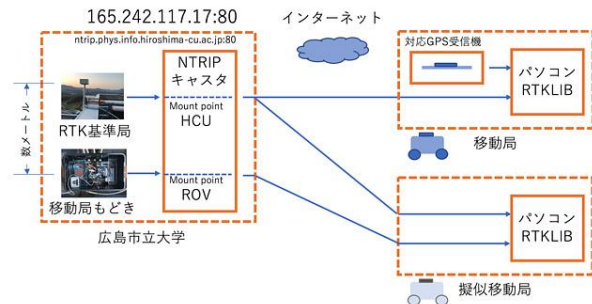 165.242.117.17:80
ntrip.phys.info.hiroshima-cu.ac.jp:80
インターネット
NTRIP
キャスタ
Mount point
HCU
RTK基準局
数メートル
Mount point
ROV
移動局もどき
広島市立大学
対応GPS受信機
パソコン
RTKLIB
移動局
パソコン
RTKLIB
擬似移動局